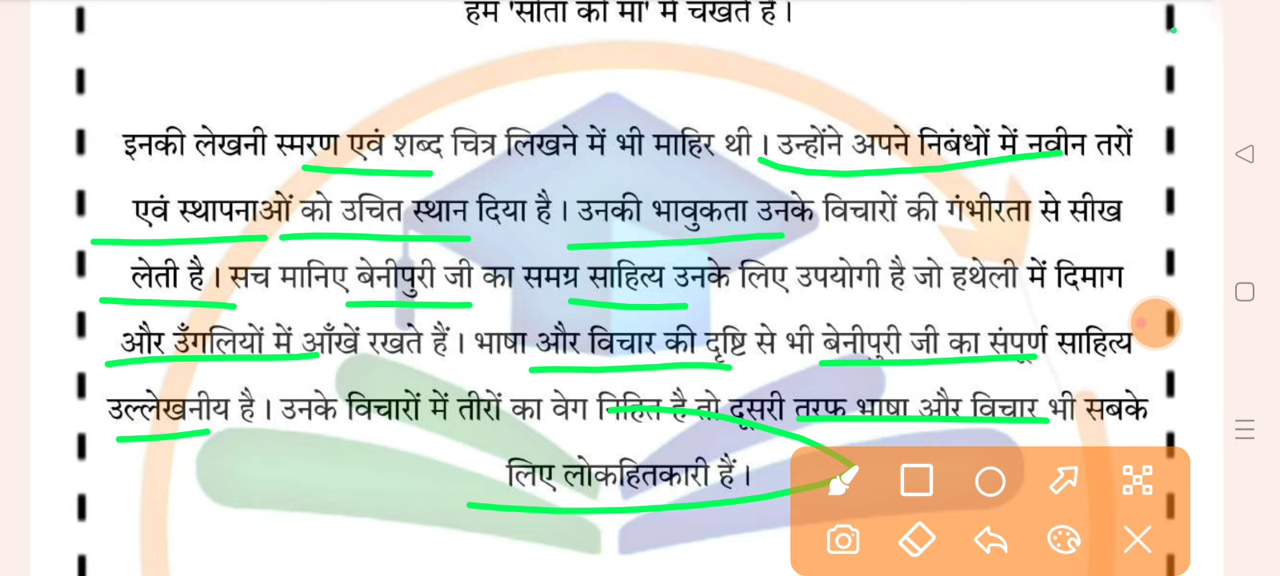 हम 'सीता की माँ' में चखते हैं।
इनकी लेखनी स्मरण एवं शब्द चित्र लिखने में भी माहिर थी। उन्होंने अपने निबंधों में नवीन तरों
एवं स्थापनाओं को उचित स्थान दिया है। उनकी भावुकता उनके विचारों की गंभीरता से सीख
लेती है। सच मानिए बेनीपुरी जी का समग्र साहित्य उनके लिए उपयोगी है जो हथेली में दिमाग
और उँगलियों में आँखें रखते हैं। भाषा और विचार की दृष्टि से भी बेनीपुरी जी का संपूर्ण साहित्य
उल्लेखनीय है। उनके विचारों में तीरों का वेग निहित है तो दूसरी तरफ भाषा और विचार भी सबके
लिए लोकहितकारी हैं।